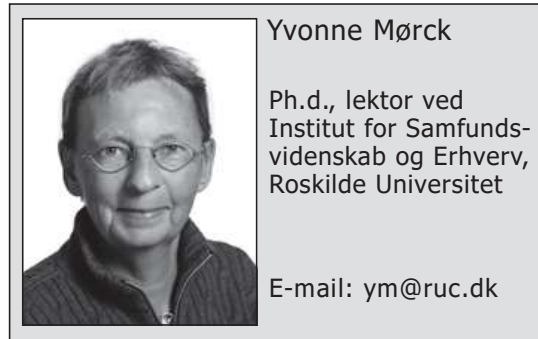 Yvonne Mørck
Ph.d., lektor ved
Institut for Samfunds-
videnskab og Erhverv,
Roskilde Universitet
E-mail: ym@ruc.dk